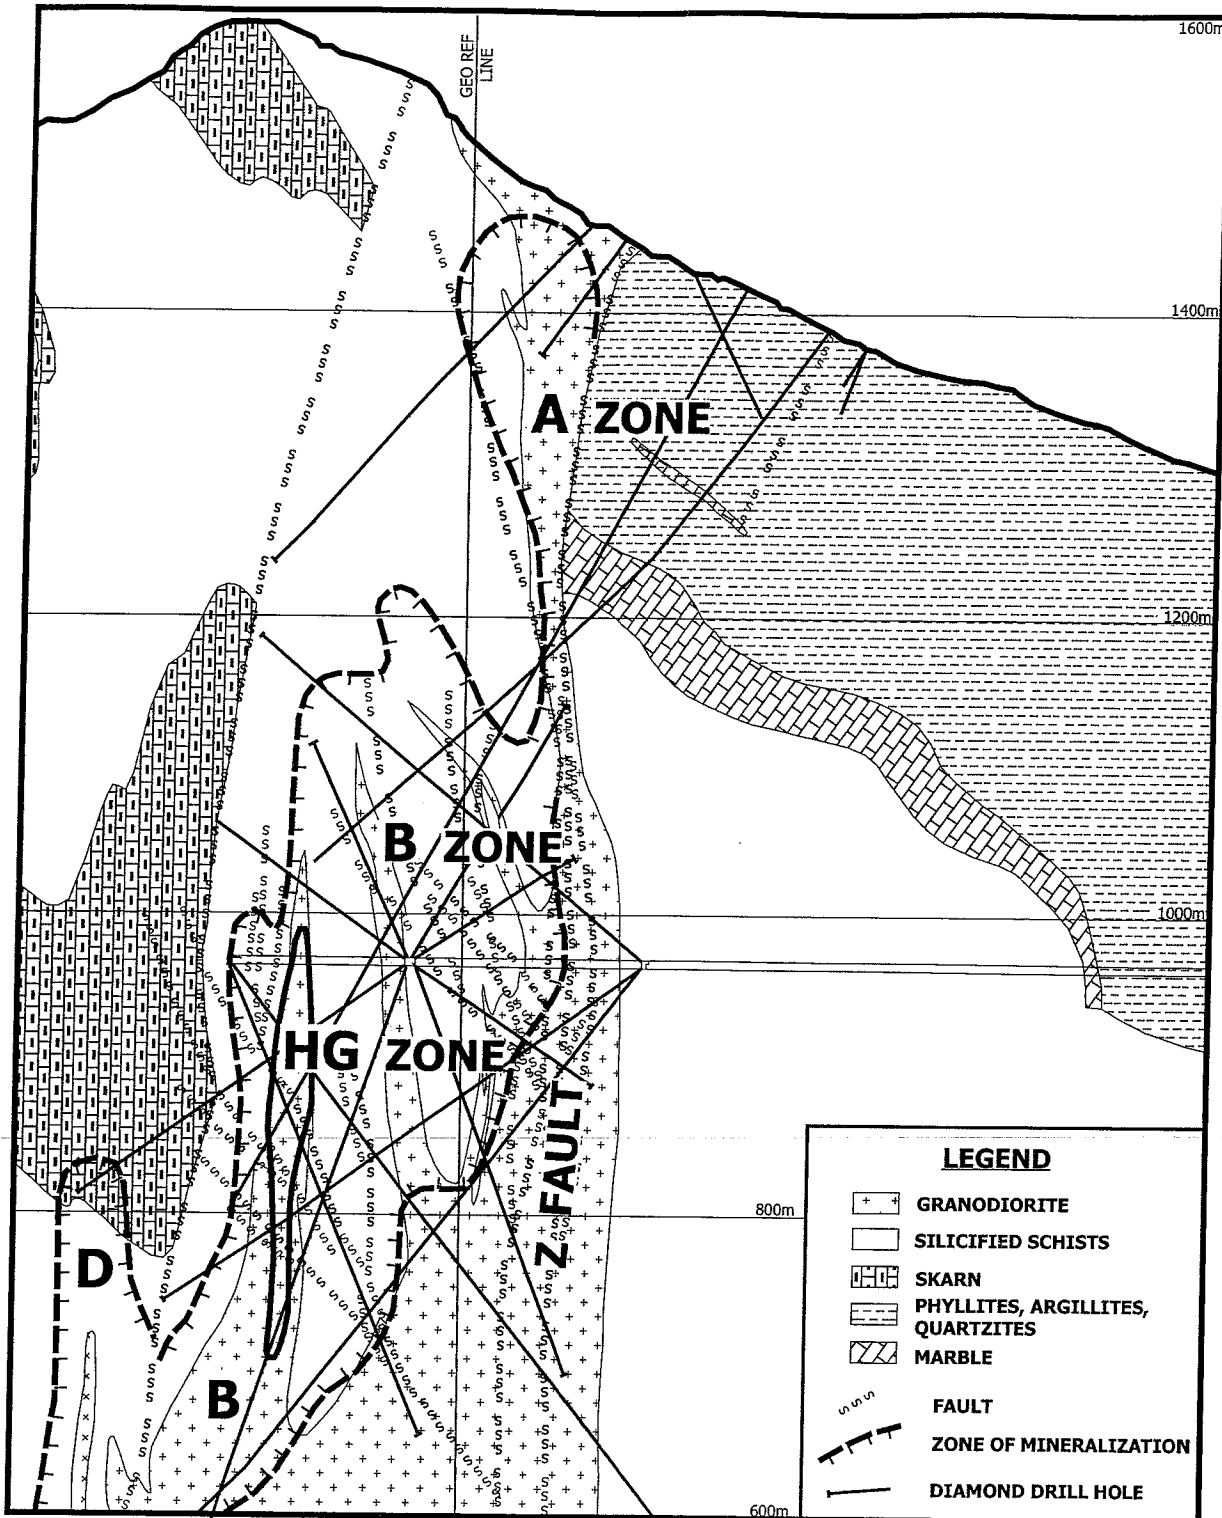 1600m
GEO REF
LINE
1400m
A ZONE
1200m
B ZONE
1000m
HG ZONE
Z FAULT
800m
D
B
600m
LEGEND
GRANODIORITE
SILICIFIED SCHISTS
SKARN
PHYLLITES, ARGILLITES,
QUARTZITES
MARBLE
FAULT
ZONE OF MINERALIZATION
DIAMOND DRILL HOLE